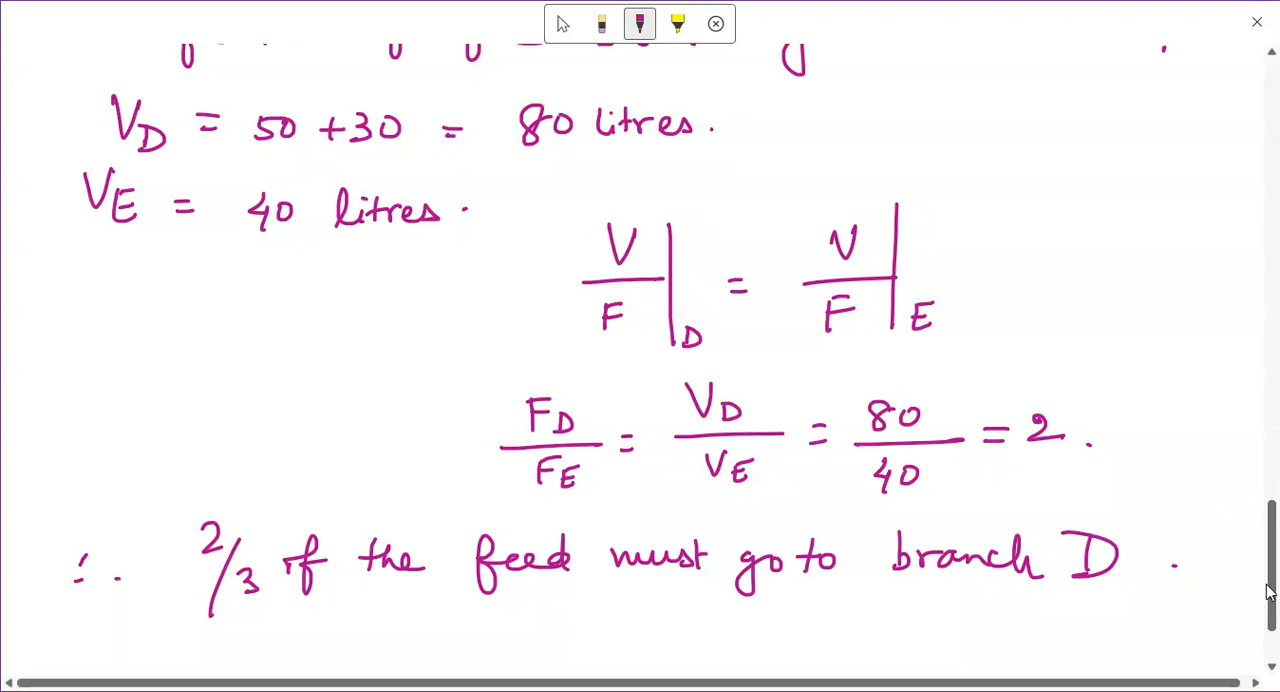 V_D = 50 + 30 = 80 litres.
V_E = 40 litres.
V/F |_D = V/F |_E
F_D/F_E = V_D/V_E = 80/40 = 2.
∴ 2/3 of the feed must go to branch D.